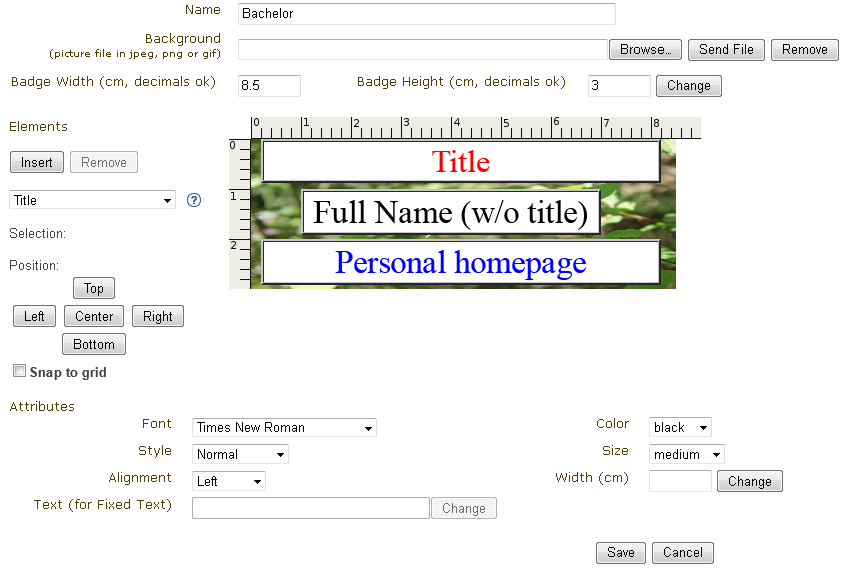 Name Bachelor
Background
(picture file in jpeg, png or gif) Browse... Send File Remove
Badge Width (cm, decimals ok) 8.5 Badge Height (cm, decimals ok) 3 Change
Elements
0 1 2 3 4 5 6 7 8
Insert Remove
0 Title
Title ?
1 Full Name (w/o title)
Selection:
2 Personal homepage
Position:
Top
Left Center Right
Bottom
Snap to grid
Attributes
Font Times New Roman Color black
Style Normal Size medium
Alignment Left Width (cm) Change
Text (for Fixed Text) Change
Save Cancel